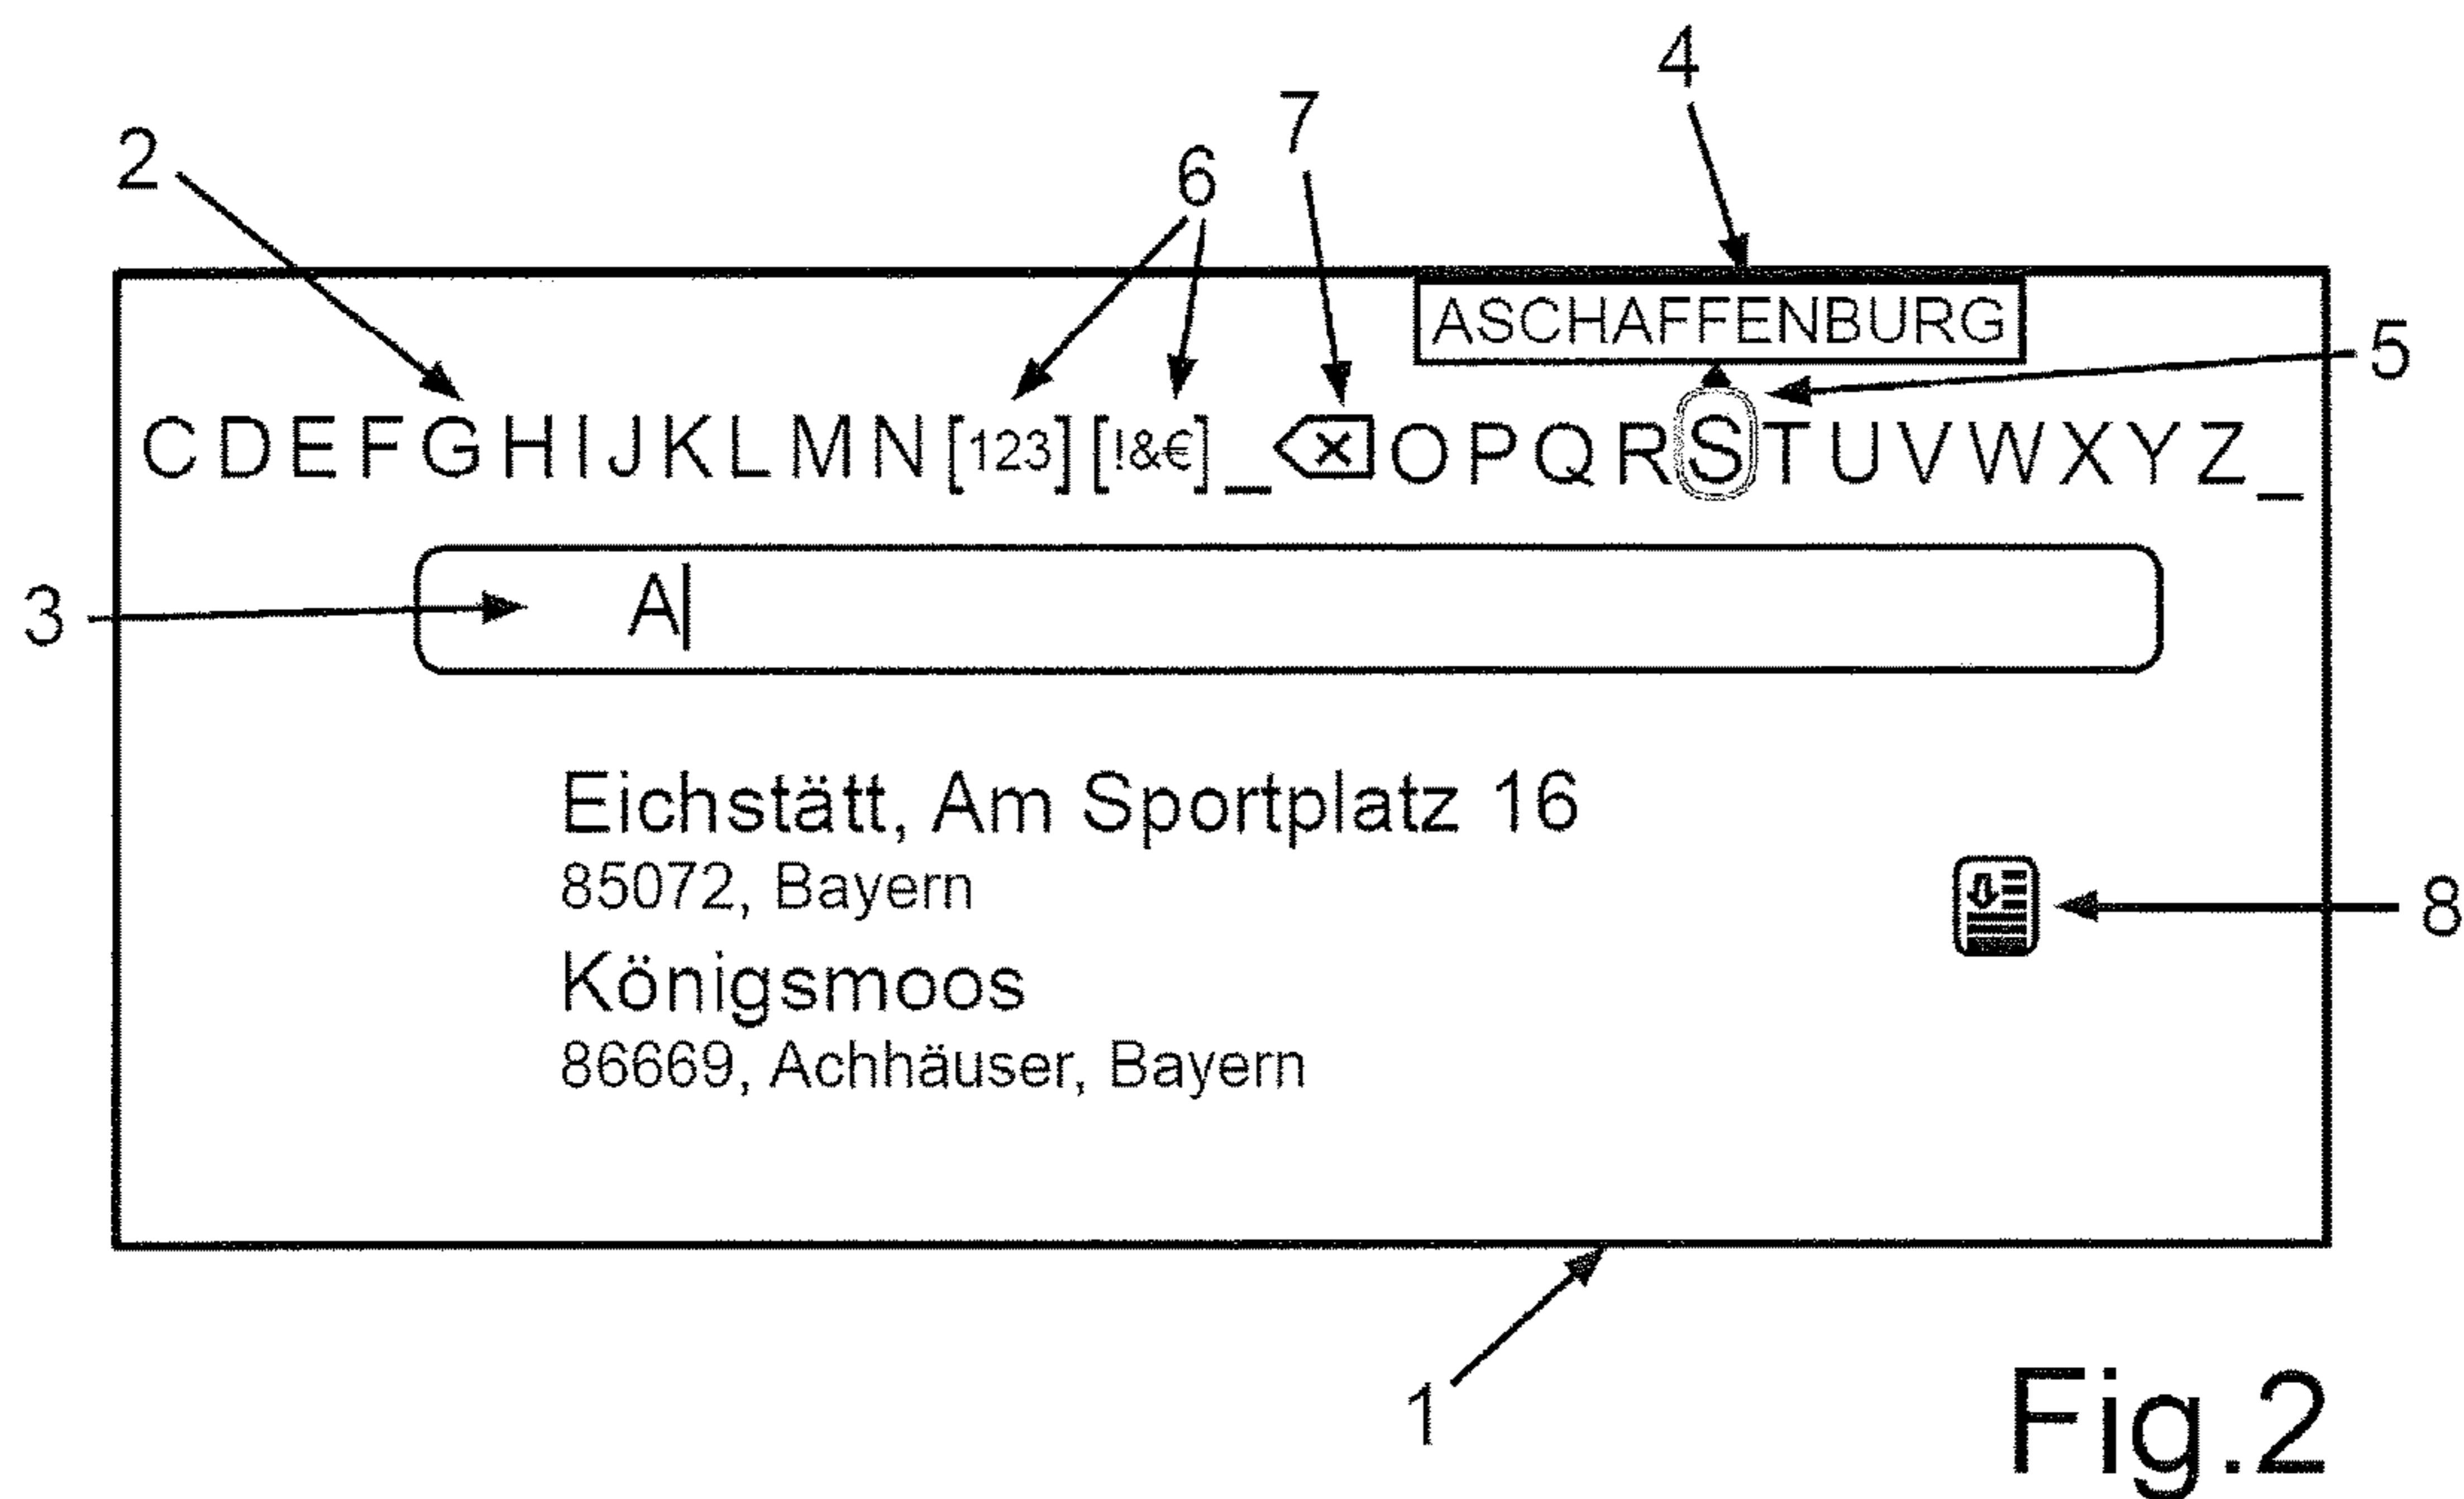 4
7
2
6
ASCHAFFENBURG
5
C D E F G H I J K L M N [123] [!&€] _ O P Q R S T U V W X Y Z _
3
A
Eichstätt, Am Sportplatz 16
85072, Bayern
8
Königsmoos
86669, Achhäuser, Bayern
1
Fig.2